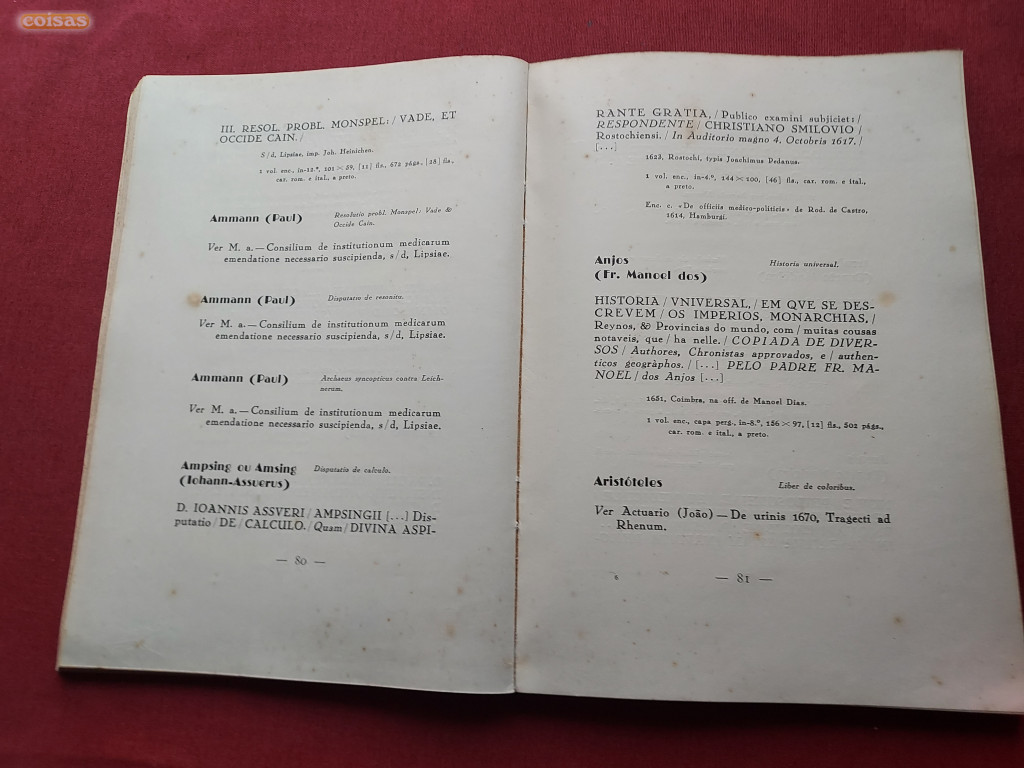 coisas
III. RESOL. PROBL. MONSPEL: / VADE, ET
OCCIDE CAIN. /
S/d, Lipsiae, imp. Joh. Heinichen.
1 vol. enc., in-12.º, 101 × 59, [11] fls., 672 págs., [28] fls.,
car. rom. e ital., a preto.
Ammann (Paul)
Resolutio probl. Monspel: Vade &
Occide Cain.
Ver M. a. — Consilium de institutionum medicarum
emendatione necessario suscipienda, s/d, Lipsiae.
Ammann (Paul)
Disputatio de resonitu.
Ver M. a. — Consilium de institutionum medicarum
emendatione necessario suscipienda, s/d, Lipsiae.
Ammann (Paul)
Archaeus syncopticus contra Leich-
nerum.
Ver M. a. — Consilium de institutionum medicarum
emendatione necessario suscipienda, s/d, Lipsiae.
Ampsing ou Amsing
(Iohann-Assuerus)
Disputatio de calculo.
D. IOANNIS ASSVERI / AMPSINGII [...] Dis-
putatio / DE / CALCULO. / Quam / DIVINA ASPI-
— 80 —
RANTE GRATIA, / Publico examini subjiciet: /
RESPONDENTE / CHRISTIANO SMILOVIO /
Rostochiensi. / In Auditorio magno 4. Octobris 1617. /
[...]
1623, Rostochi, typis Joachimus Pedanus.
1 vol. enc., in-4.º, 144 × 100, [46] fls., car. rom. e ital.,
a preto.
Enc. c. «De officiis medico-politiris» de Rod. de Castro,
1614, Hamburgi.
Anjos
(Fr. Manoel dos)
Historia universal.
HISTORIA / VNIVERSAL, / EM QVE SE DES-
CREVEM / OS IMPERIOS, MONARCHIAS, /
Reynos, & Provincias do mundo, com / muitas cousas
notaveis, que / ha nelle. / COPIADA DE DIVER-
SOS / Authores, Chronistas approvados, e / authen-
ticos geográphos. / [...] PELO PADRE FR. MA-
NOEL / dos Anjos [...]
1651, Coimbra, na off. de Manoel Dias.
1 vol. enc., capa perg., in-8.º, 156 × 97, [12] fls., 502 págs.,
car. rom. e ital., a preto.
Aristóteles
Liber de coloribus.
Ver Actuario (João) — De urinis 1670, Tragecti ad
Rhenum.
6
— 81 —